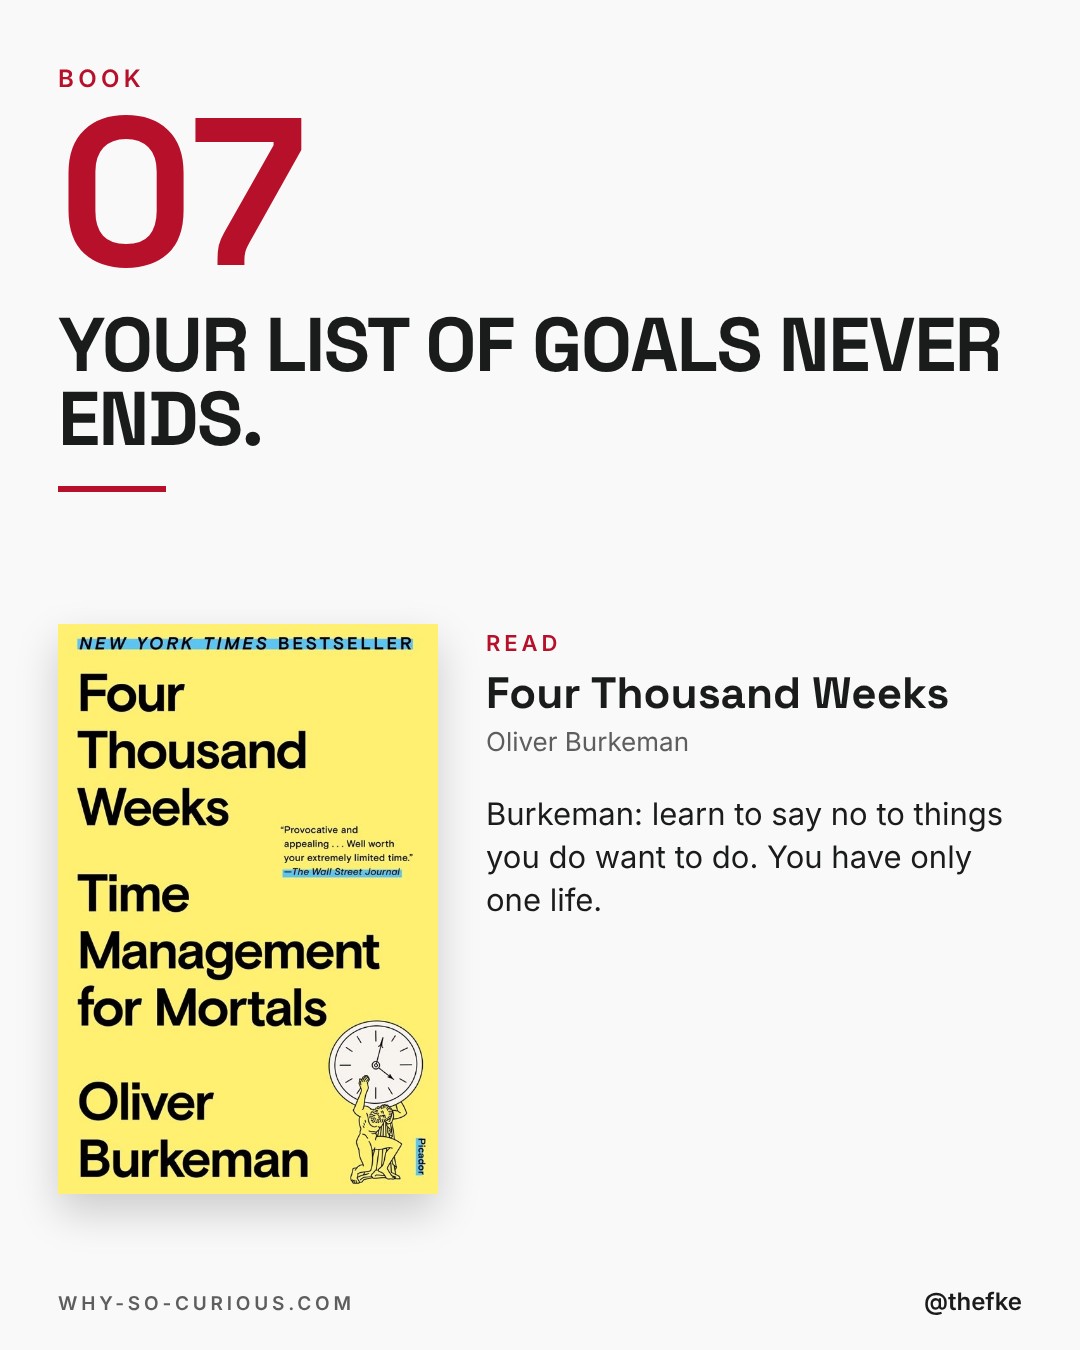 BOOK
07
YOUR LIST OF GOALS NEVER
ENDS.
NEW YORK TIMES BESTSELLER
Four
Thousand
Weeks
"Provocative and
appealing . . . Well worth
your extremely limited time."
—The Wall Street Journal
Time
Management
for Mortals
Oliver
Burkeman
Picador
READ
Four Thousand Weeks
Oliver Burkeman
Burkeman: learn to say no to things
you do want to do. You have only
one life.
WHY-SO-CURIOUS.COM
@thefke